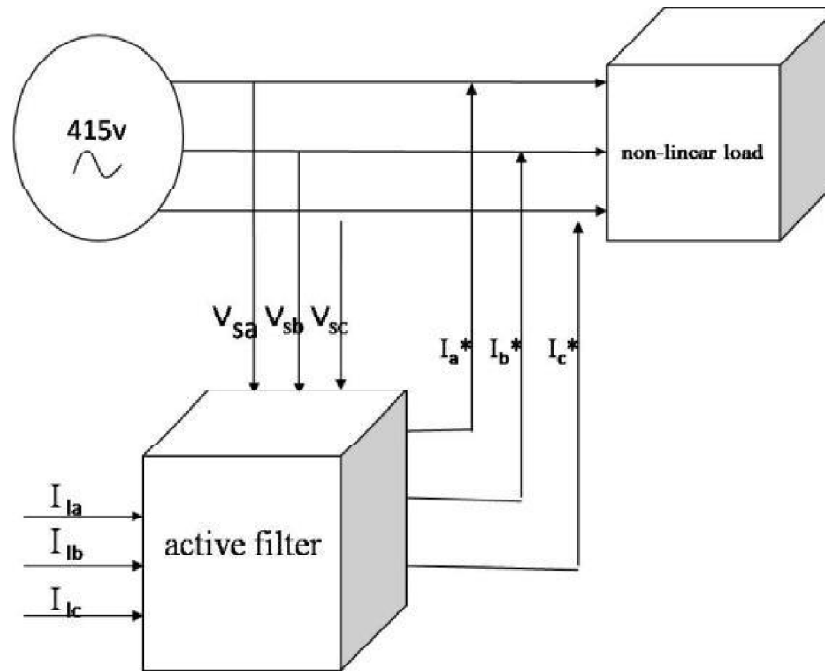 415v
non-linear load
Vsa Vsb Vsc
Ia* Ib* Ic*
Ila
active filter
Ilb
Ilc